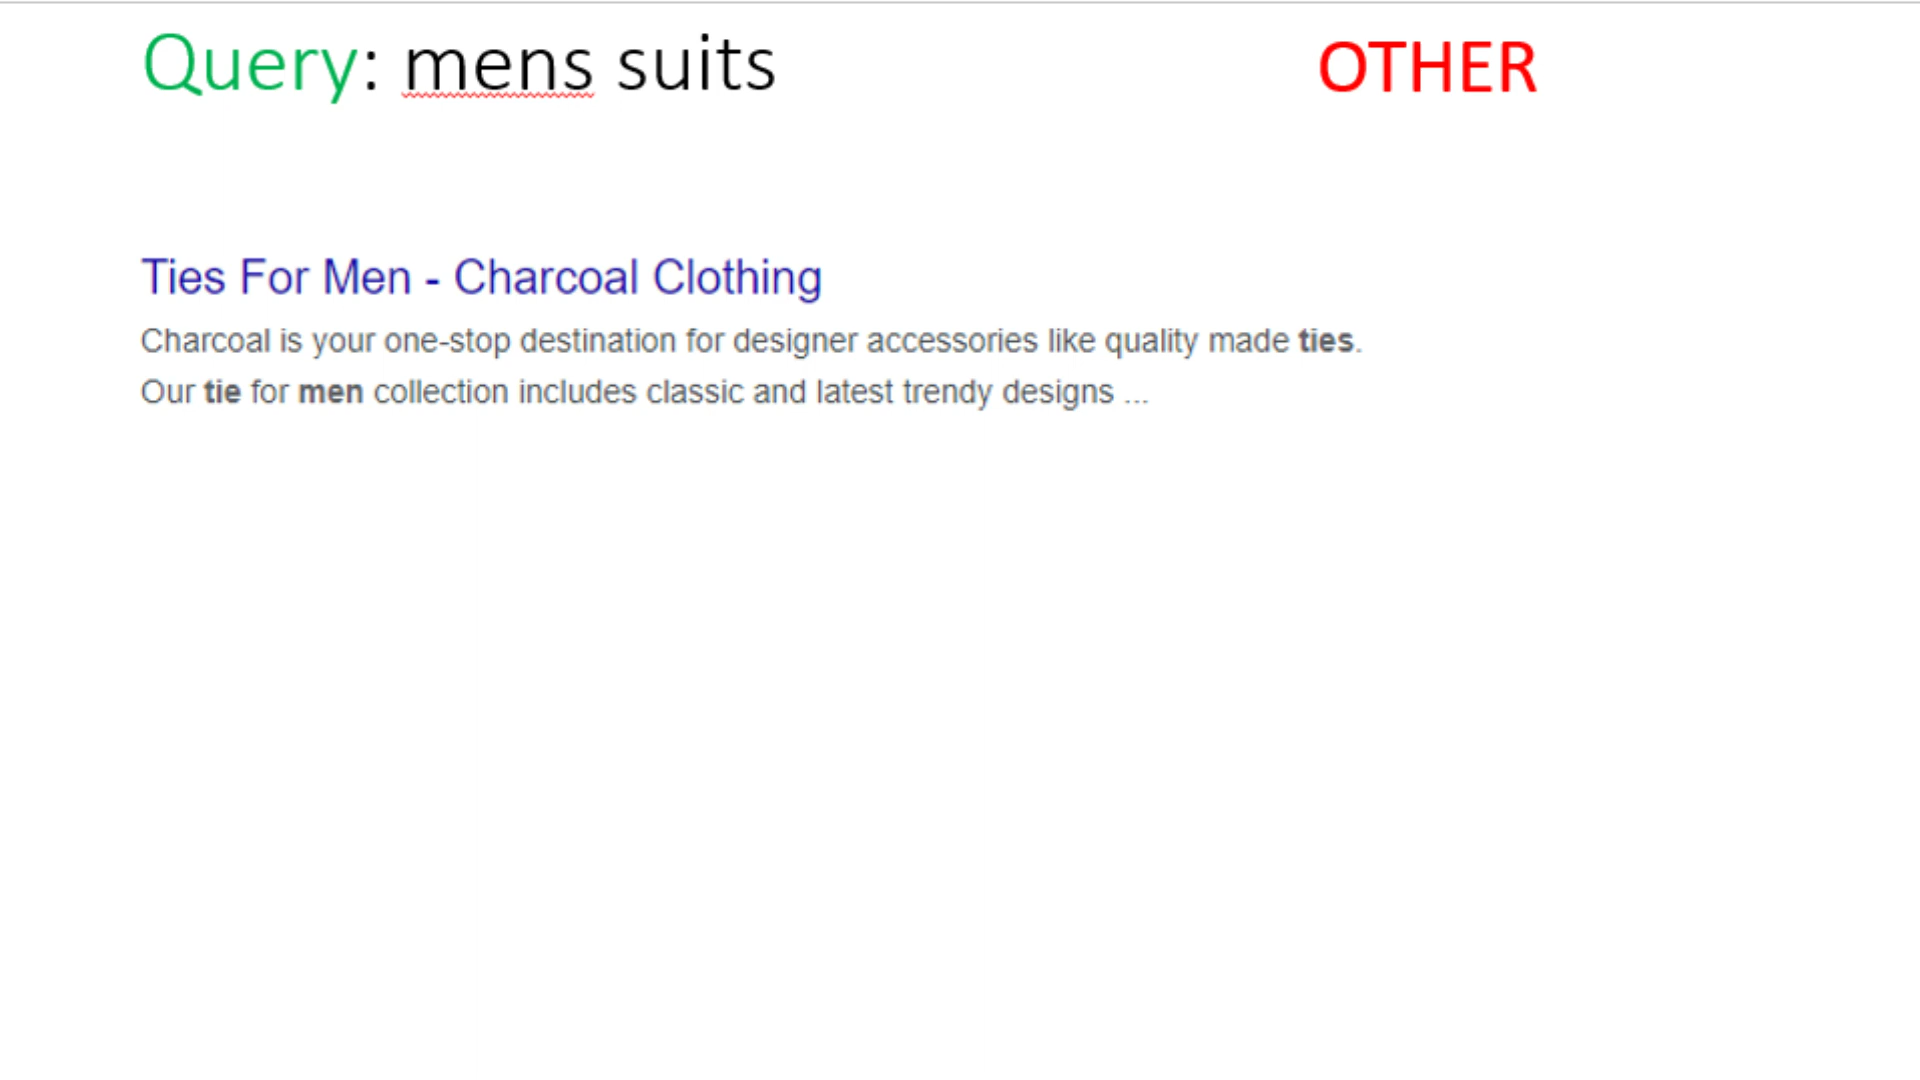 Query: mens suits
OTHER
Ties For Men - Charcoal Clothing
Charcoal is your one-stop destination for designer accessories like quality made ties.
Our tie for men collection includes classic and latest trendy designs ...